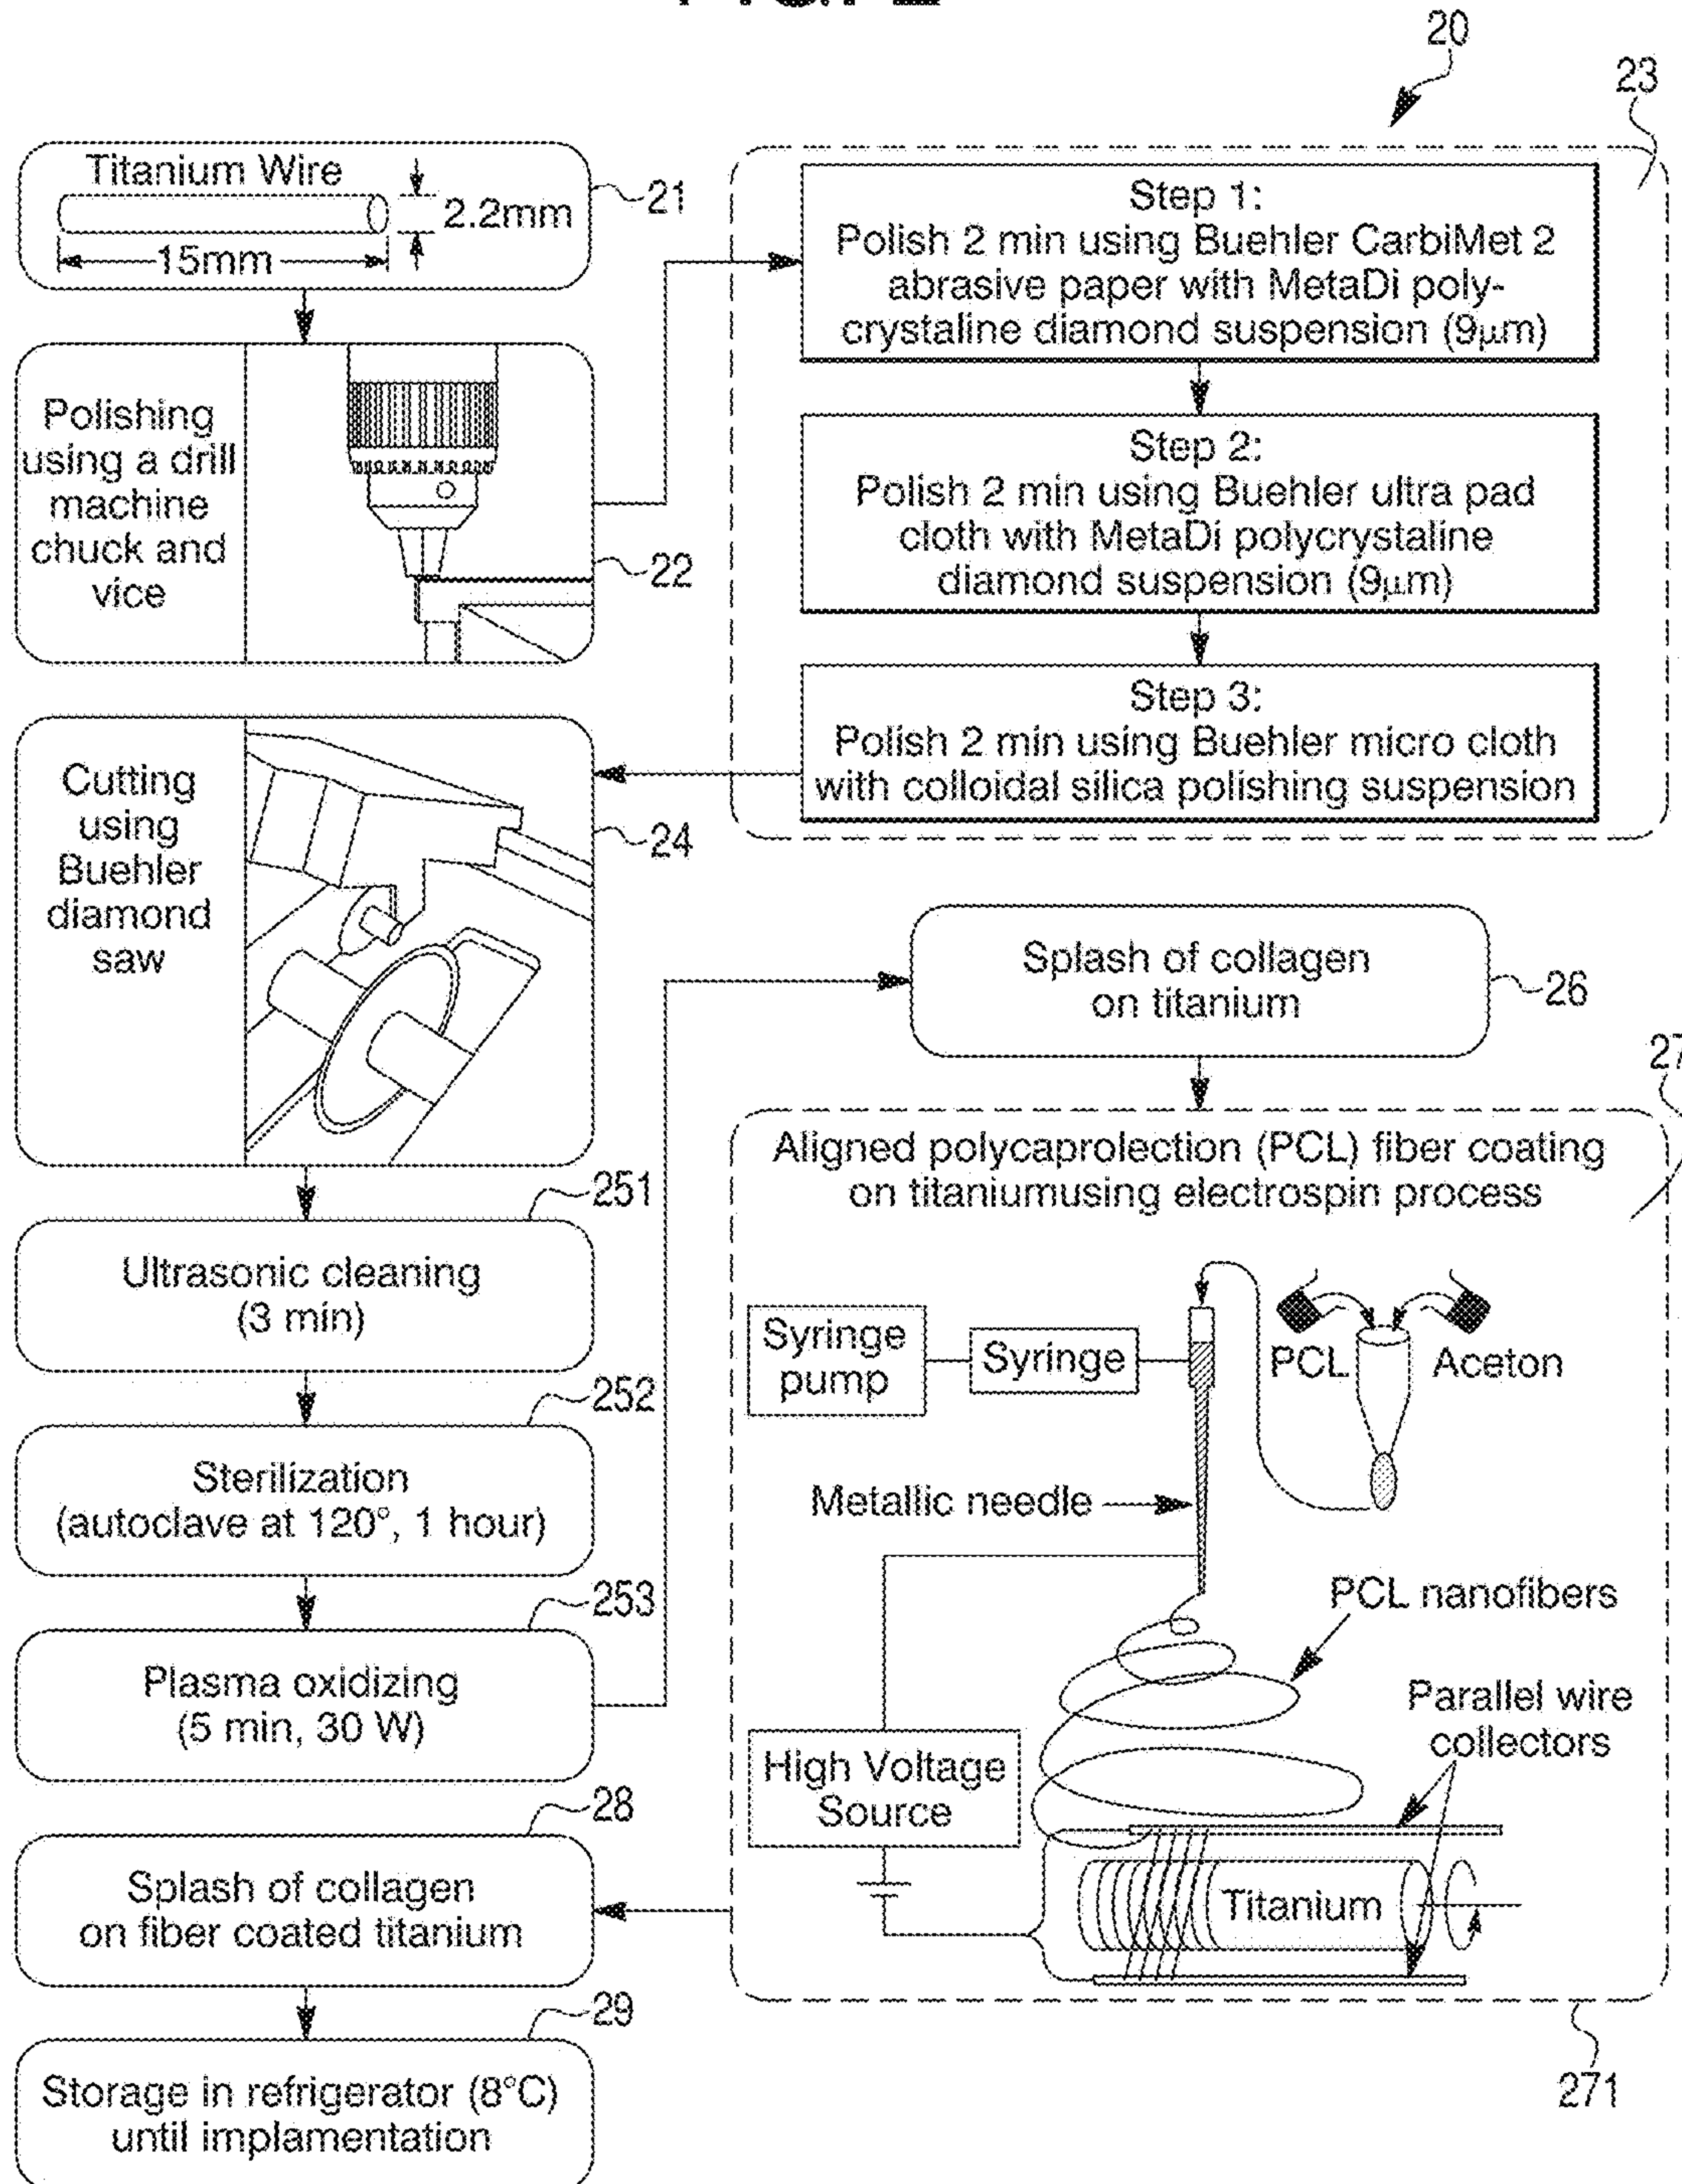 20
23
Titanium Wire
2.2mm
15mm
21
Polishing
using a drill
machine
chuck and
vice
22
Step 1:
Polish 2 min using Buehler CarbiMet 2
abrasive paper with MetaDi poly-
crystaline diamond suspension (9μm)
Step 2:
Polish 2 min using Buehler ultra pad
cloth with MetaDi polycrystaline
diamond suspension (9μm)
Step 3:
Polish 2 min using Buehler micro cloth
with colloidal silica polishing suspension
Cutting
using
Buehler
diamond
saw
24
251
Ultrasonic cleaning
(3 min)
252
Sterilization
(autoclave at 120°, 1 hour)
253
Plasma oxidizing
(5 min, 30 W)
Splash of collagen
on titanium
26
27
Aligned polycaprolection (PCL) fiber coating
on titaniumusing electrospin process
Syringe
pump
Syringe
PCL
Aceton
Metallic needle
PCL nanofibers
Parallel wire
collectors
High Voltage
Source
Titanium
271
28
Splash of collagen
on fiber coated titanium
29
Storage in refrigerator (8°C)
until implamentation